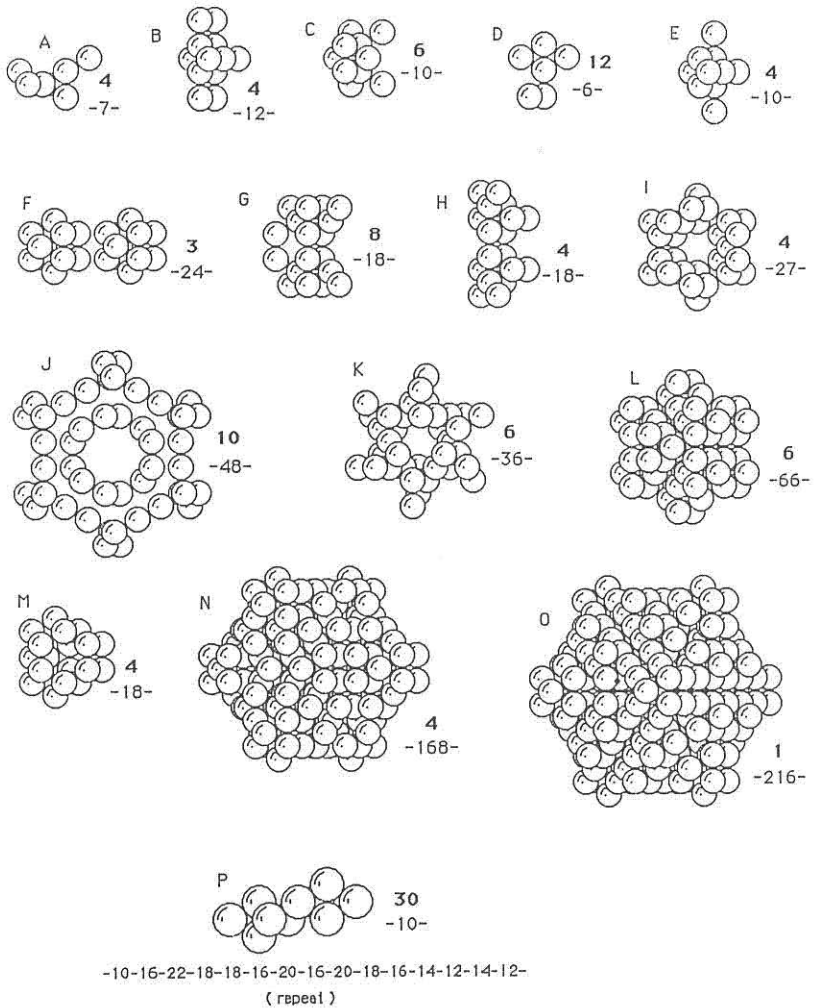 A
4
-7-
B
4
-12-
C
6
-10-
D
12
-6-
E
4
-10-
F
3
-24-
G
8
-18-
H
4
-18-
I
4
-27-
J
10
-48-
K
6
-36-
L
6
-66-
M
4
-18-
N
4
-168-
O
1
-216-
P
30
-10-
-10-16-22-18-18-16-20-16-20-18-16-14-12-14-12-
(repeat)